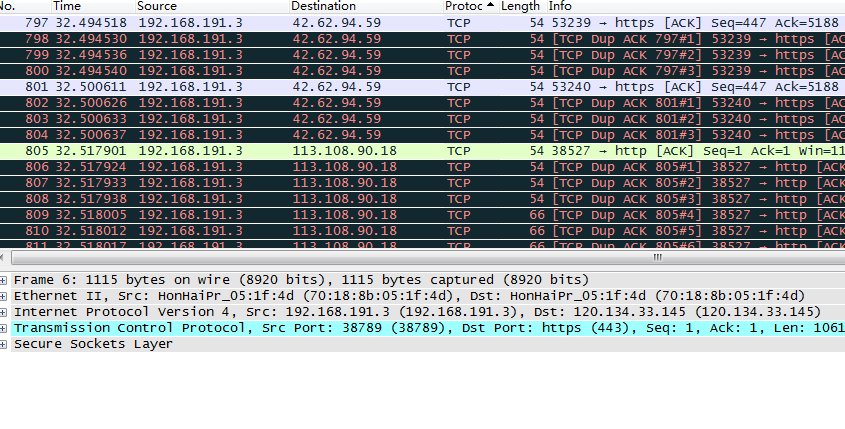 No. Time Source Destination Protoc Length Info
797 32.494518 192.168.191.3 42.62.94.59 TCP 54 53239 → https [ACK] Seq=447 Ack=5188
798 32.494530 192.168.191.3 42.62.94.59 TCP 54 [TCP Dup ACK 797#1] 53239 → https [A
799 32.494536 192.168.191.3 42.62.94.59 TCP 54 [TCP Dup ACK 797#2] 53239 → https [A
800 32.494540 192.168.191.3 42.62.94.59 TCP 54 [TCP Dup ACK 797#3] 53239 → https [A
801 32.500611 192.168.191.3 42.62.94.59 TCP 54 53240 → https [ACK] Seq=447 Ack=5188
802 32.500626 192.168.191.3 42.62.94.59 TCP 54 [TCP Dup ACK 801#1] 53240 → https [A
803 32.500633 192.168.191.3 42.62.94.59 TCP 54 [TCP Dup ACK 801#2] 53240 → https [A
804 32.500637 192.168.191.3 42.62.94.59 TCP 54 [TCP Dup ACK 801#3] 53240 → https [A
805 32.517901 192.168.191.3 113.108.90.18 TCP 54 38527 → http [ACK] Seq=1 Ack=1 Win=11
806 32.517924 192.168.191.3 113.108.90.18 TCP 54 [TCP Dup ACK 805#1] 38527 → http [AC
807 32.517933 192.168.191.3 113.108.90.18 TCP 54 [TCP Dup ACK 805#2] 38527 → http [AC
808 32.517938 192.168.191.3 113.108.90.18 TCP 54 [TCP Dup ACK 805#3] 38527 → http [AC
809 32.518005 192.168.191.3 113.108.90.18 TCP 66 [TCP Dup ACK 805#4] 38527 → http [AC
810 32.518012 192.168.191.3 113.108.90.18 TCP 66 [TCP Dup ACK 805#5] 38527 → http [AC
811 32.518017 192.168.191.3 113.108.90.18 TCP 66 [TCP Dup ACK 805#6] 38527 → http [AC
Frame 6: 1115 bytes on wire (8920 bits), 1115 bytes captured (8920 bits)
Ethernet II, Src: HonHaiPr_05:1f:4d (70:18:8b:05:1f:4d), Dst: HonHaiPr_05:1f:4d (70:18:8b:05:1f:4d)
Internet Protocol Version 4, Src: 192.168.191.3 (192.168.191.3), Dst: 120.134.33.145 (120.134.33.145)
Transmission Control Protocol, Src Port: 38789 (38789), Dst Port: https (443), Seq: 1, Ack: 1, Len: 1061
Secure Sockets Layer